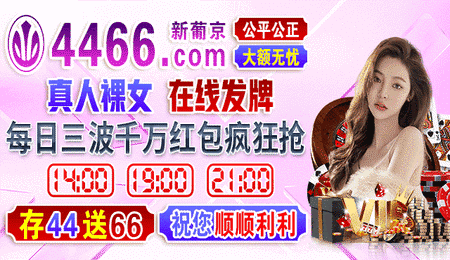 4466.com 新葡京 公平公正
大额无忧
真人裸女 在线发牌
每日三波千万红包疯狂抢
14:00 19:00 21:00
存44送66 祝您顺顺利利
VIP